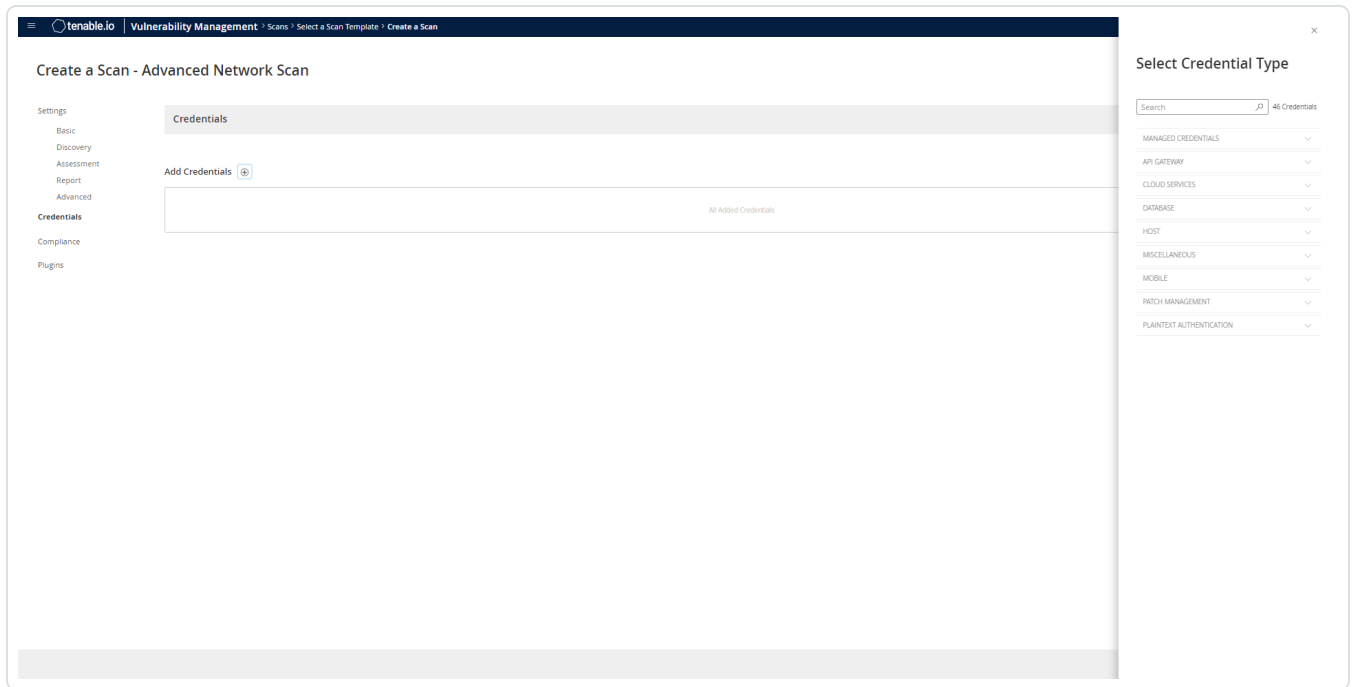 tenable.io Vulnerability Management > Scans > Select a Scan Template > Create a Scan
Create a Scan - Advanced Network Scan
Settings
Basic
Discovery
Assessment
Report
Advanced
Credentials
Compliance
Plugins
Credentials
Add Credentials
All Added Credentials
Select Credential Type
Search 46 Credentials
MANAGED CREDENTIALS
API GATEWAY
CLOUD SERVICES
DATABASE
HOST
MISCELLANEOUS
MOBILE
PATCH MANAGEMENT
PLAINTEXT AUTHENTICATION